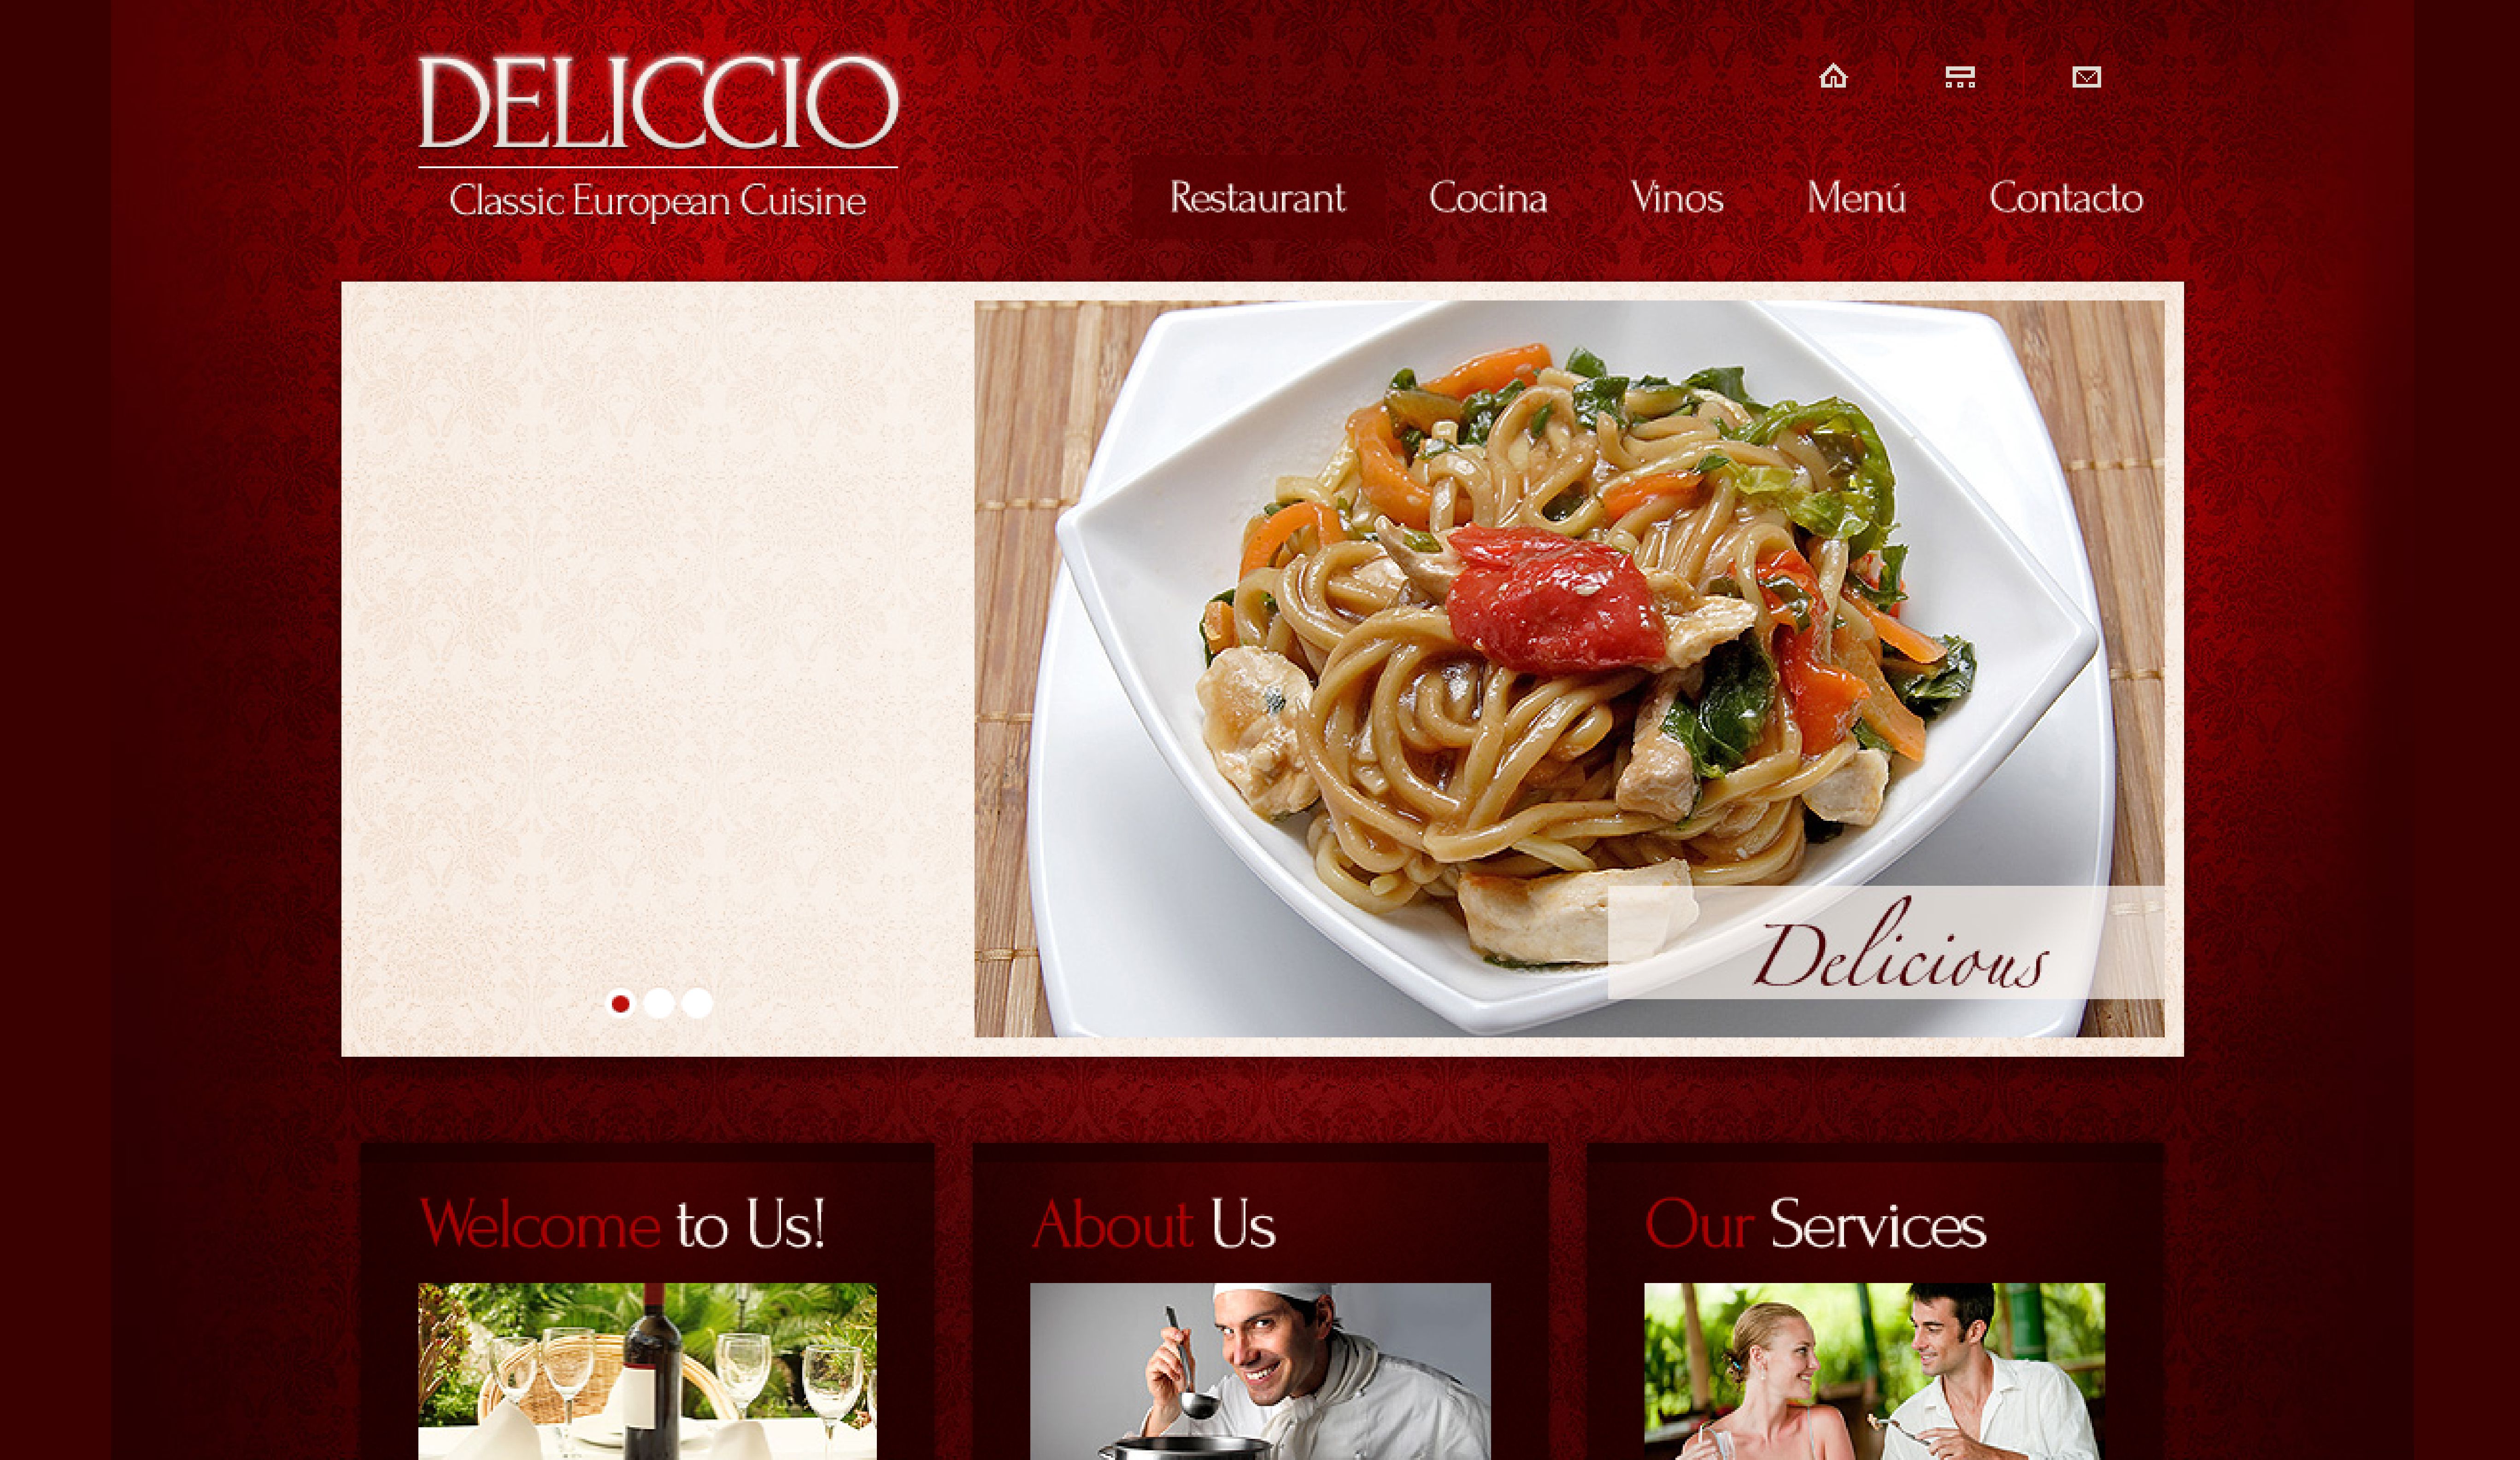 DELICCIO
Classic European Cuisine
Restaurant Cocina Vinos Menú Contacto
Delicious
Welcome to Us!
About Us
Our Services